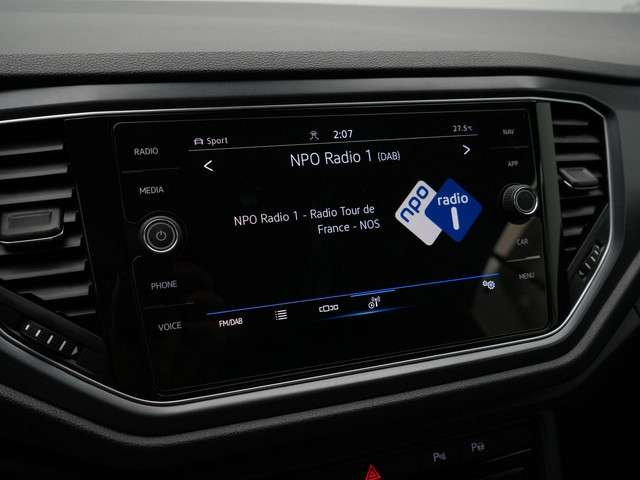 RADIO
MEDIA
PHONE
VOICE
Sport
2:07
27.5°C
< NPO Radio 1 (DAB) >
NPO Radio 1 - Radio Tour de
France - NOS
npo
radio
1
FM/DAB
NAV
APP
CAR
MENU
P
P